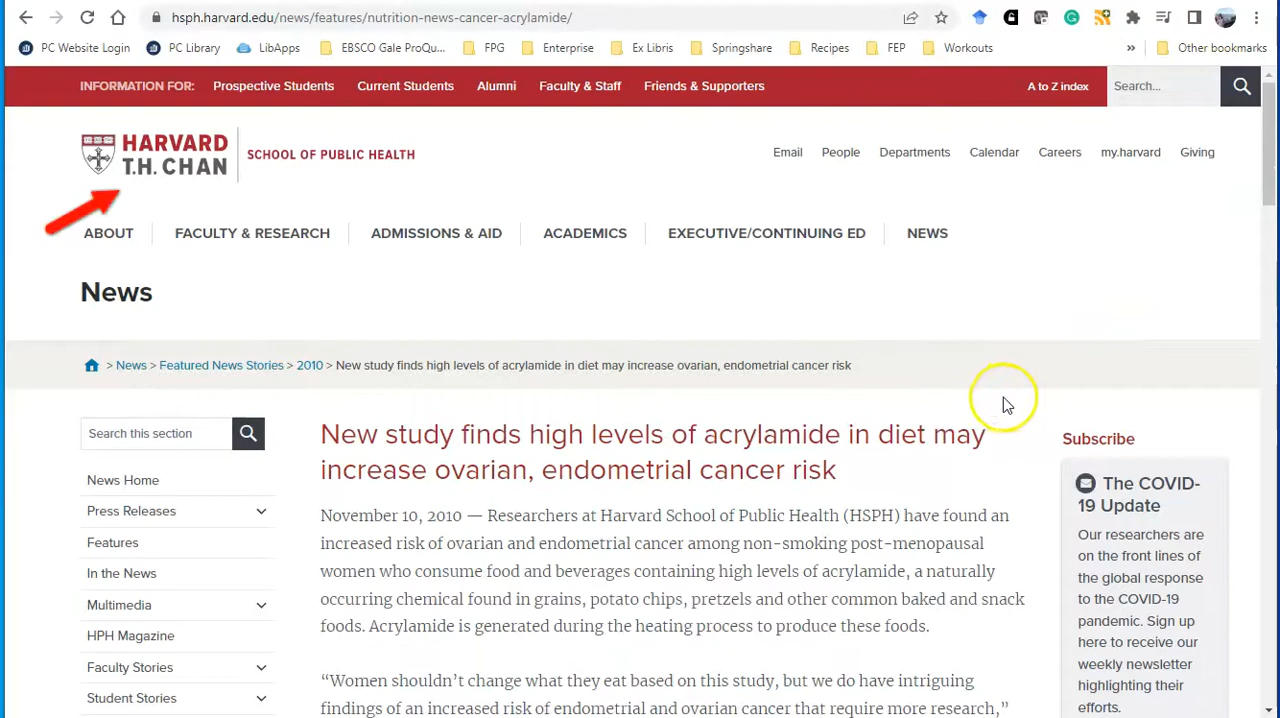 hsph.harvard.edu/news/features/nutrition-news-cancer-acrylamide/
PC Website Login PC Library LibApps EBSCO Gale ProQu... FPG Enterprise Ex Libris Springshare Recipes FEP Workouts » Other bookmarks
INFORMATION FOR: Prospective Students Current Students Alumni Faculty & Staff Friends & Supporters A to Z index Search...
HARVARD
T.H. CHAN
SCHOOL OF PUBLIC HEALTH
Email People Departments Calendar Careers my.harvard Giving
ABOUT FACULTY & RESEARCH ADMISSIONS & AID ACADEMICS EXECUTIVE/CONTINUING ED NEWS
News
> News > Featured News Stories > 2010 > New study finds high levels of acrylamide in diet may increase ovarian, endometrial cancer risk
Search this section
News Home
Press Releases
Features
In the News
Multimedia
HPH Magazine
Faculty Stories
Student Stories
New study finds high levels of acrylamide in diet may
increase ovarian, endometrial cancer risk
November 10, 2010 — Researchers at Harvard School of Public Health (HSPH) have found an
increased risk of ovarian and endometrial cancer among non-smoking post-menopausal
women who consume food and beverages containing high levels of acrylamide, a naturally
occurring chemical found in grains, potato chips, pretzels and other common baked and snack
foods. Acrylamide is generated during the heating process to produce these foods.
“Women shouldn’t change what they eat based on this study, but we do have intriguing
findings of an increased risk of endometrial and ovarian cancer that require more research,”
Subscribe
The COVID-
19 Update
Our researchers are
on the front lines of
the global response
to the COVID-19
pandemic. Sign up
here to receive our
weekly newsletter
highlighting their
efforts.